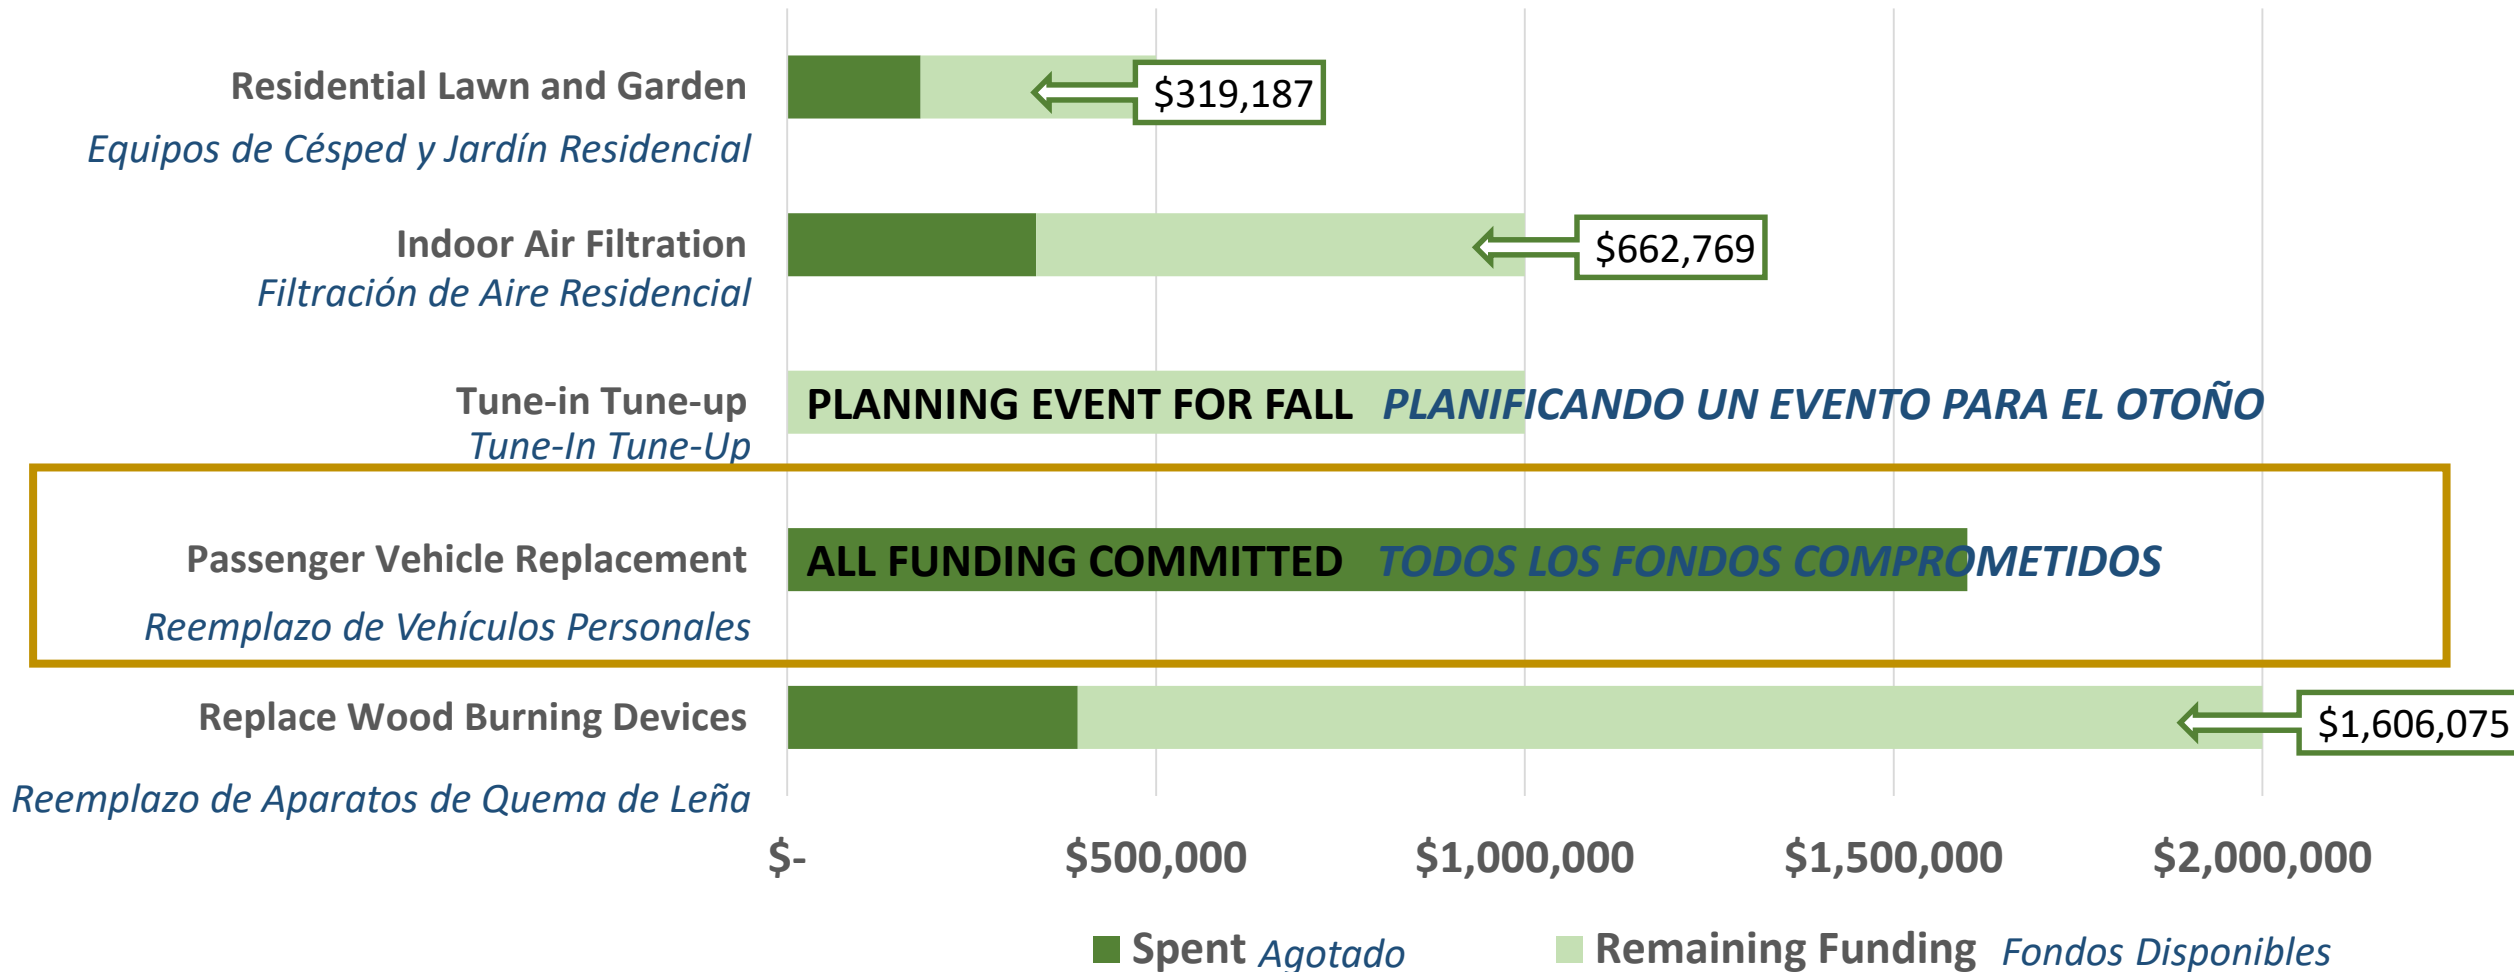 Residential Lawn and Garden
$319,187
Equipos de Césped y Jardín Residencial
Indoor Air Filtration
$662,769
Filtración de Aire Residencial
Tune-in Tune-up
PLANNING EVENT FOR FALL PLANIFICANDO UN EVENTO PARA EL OTOÑO
Tune-In Tune-Up
Passenger Vehicle Replacement
ALL FUNDING COMMITTED TODOS LOS FONDOS COMPROMETIDOS
Reemplazo de Vehículos Personales
Replace Wood Burning Devices
$1,606,075
Reemplazo de Aparatos de Quema de Leña
$- $500,000 $1,000,000 $1,500,000 $2,000,000
Spent Agotado Remaining Funding Fondos Disponibles